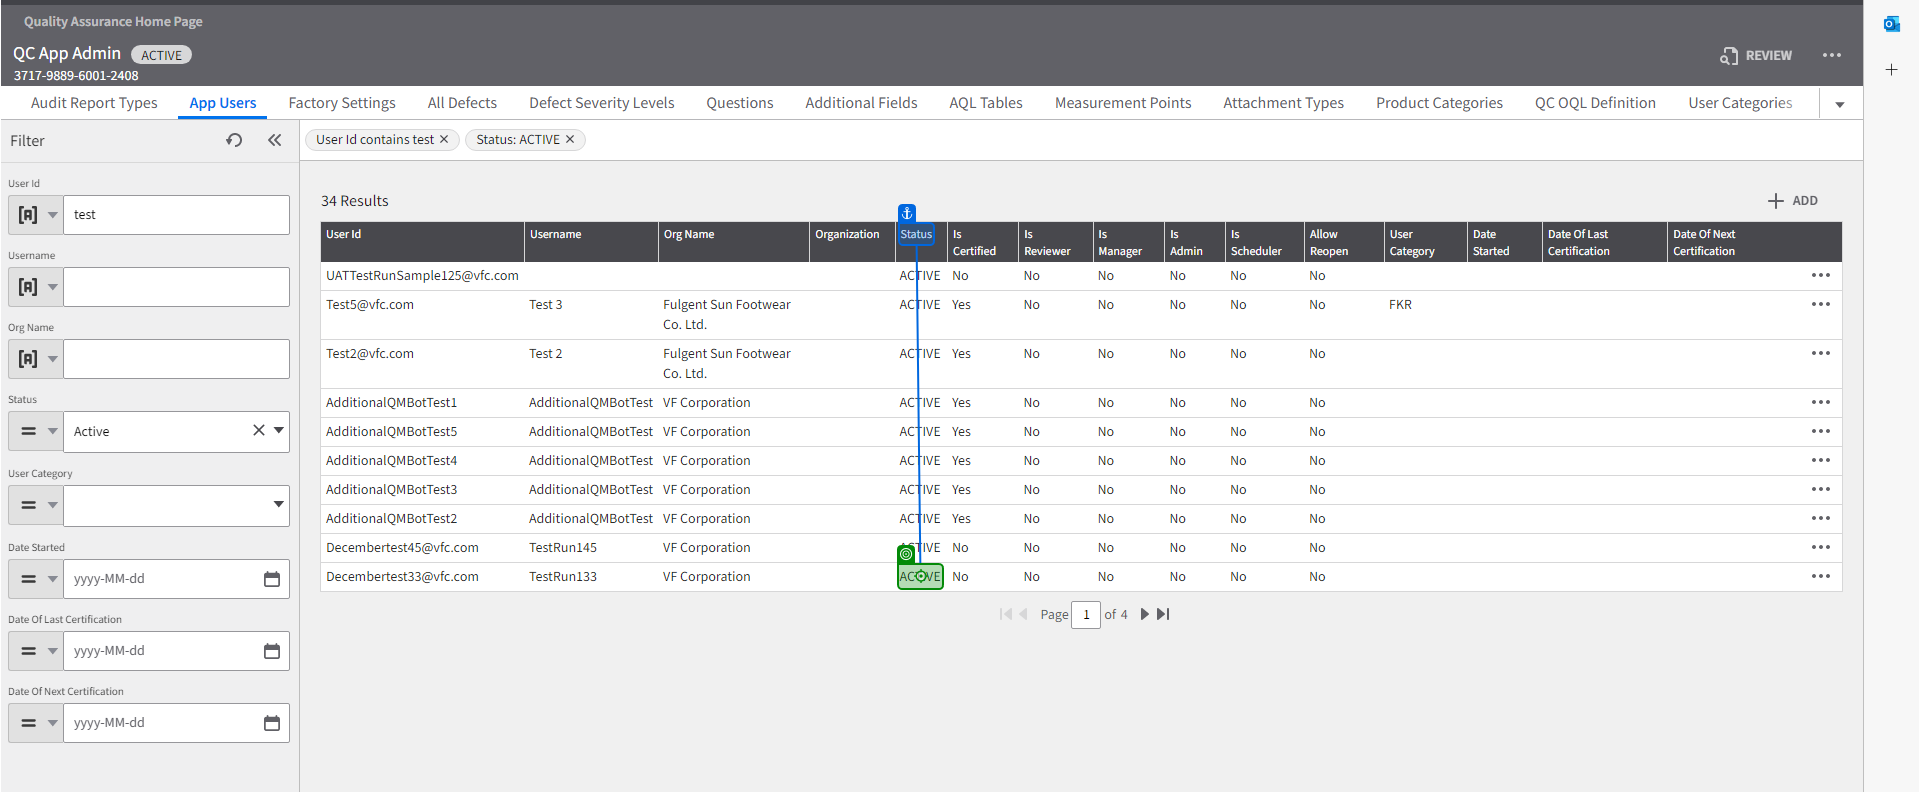 Quality Assurance Home Page
QC App Admin ACTIVE
3717-9889-6001-2408
REVIEW
Audit Report Types App Users Factory Settings All Defects Defect Severity Levels Questions Additional Fields AQL Tables Measurement Points Attachment Types Product Categories QC OQL Definition User Categories
Filter
User Id contains test ✕ Status: ACTIVE ✕
User Id
[A] test
Username
[A]
Org Name
[A]
Status
= Active
User Category
=
Date Started
= yyyy-MM-dd
Date Of Last Certification
= yyyy-MM-dd
Date Of Next Certification
= yyyy-MM-dd
34 Results
+ ADD
User Id Username Org Name Organization Status Is Certified Is Reviewer Is Manager Is Admin Is Scheduler Allow Reopen User Category Date Started Date Of Last Certification Date Of Next Certification
UATTestRunSample125@vfc.com ACTIVE No No No No No No
Test5@vfc.com Test 3 Fulgent Sun Footwear Co. Ltd. ACTIVE Yes No No No No No FKR
Test2@vfc.com Test 2 Fulgent Sun Footwear Co. Ltd. ACTIVE Yes No No No No No
AdditionalQMBotTest1 AdditionalQMBotTest VF Corporation ACTIVE Yes No No No No No
AdditionalQMBotTest5 AdditionalQMBotTest VF Corporation ACTIVE Yes No No No No No
AdditionalQMBotTest4 AdditionalQMBotTest VF Corporation ACTIVE Yes No No No No No
AdditionalQMBotTest3 AdditionalQMBotTest VF Corporation ACTIVE Yes No No No No No
AdditionalQMBotTest2 AdditionalQMBotTest VF Corporation ACTIVE Yes No No No No No
Decembertest45@vfc.com TestRun145 VF Corporation ACTIVE No No No No No No
Decembertest33@vfc.com TestRun133 VF Corporation ACTIVE No No No No No No
Page 1 of 4